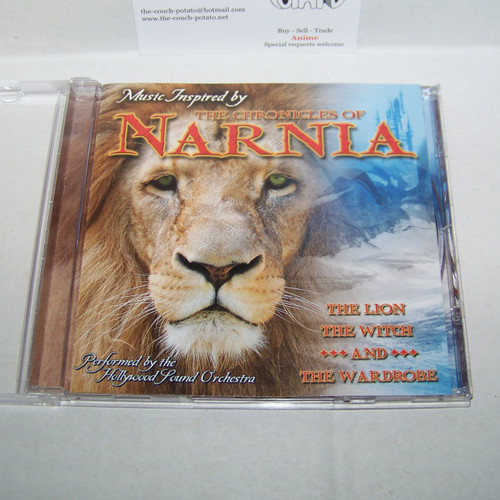 the-couch-potato@hotmail.com
www.the-couch-potato.net
Buy - Sell - Trade
Anime
Special requests welcome
Music Inspired by
THE CHRONICLES OF
NARNIA
THE LION
THE WITCH
AND
THE WARDROBE
Performed by the
Hollywood Sound Orchestra